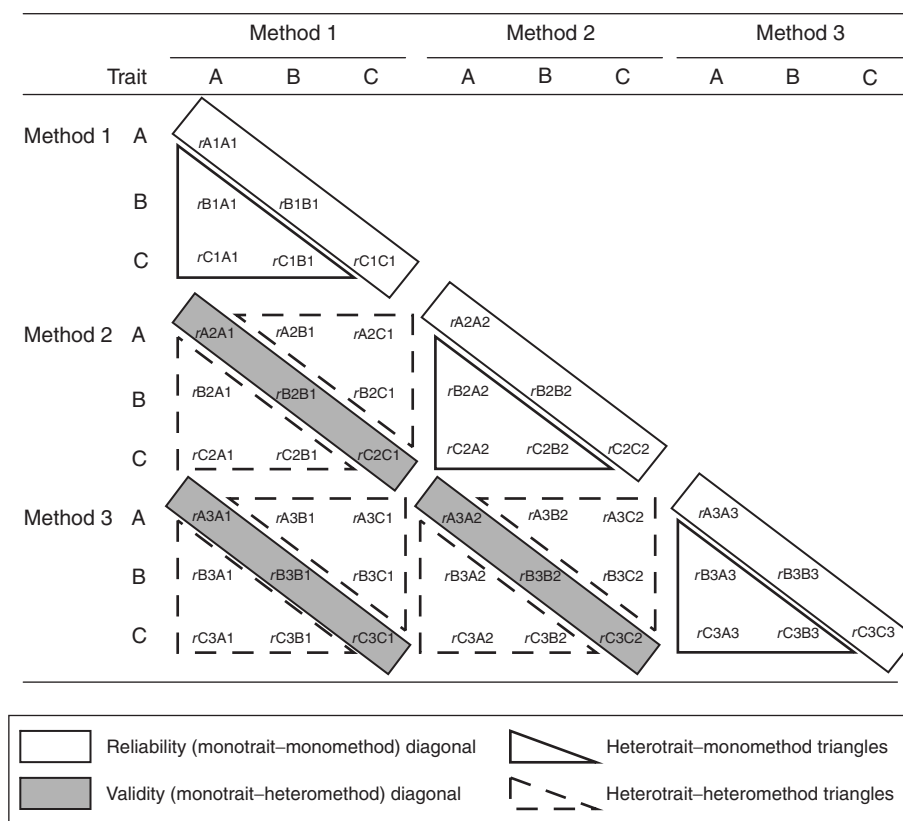 Method 1 Method 2 Method 3
Trait A B C A B C A B C
Method 1 A rA1A1
B rB1A1 rB1B1
C rC1A1 rC1B1 rC1C1
Method 2 A rA2A1 rA2B1 rA2C1 rA2A2
B rB2A1 rB2B1 rB2C1 rB2A2 rB2B2
C rC2A1 rC2B1 rC2C1 rC2A2 rC2B2 rC2C2
Method 3 A rA3A1 rA3B1 rA3C1 rA3A2 rA3B2 rA3C2 rA3A3
B rB3A1 rB3B1 rB3C1 rB3A2 rB3B2 rB3C2 rB3A3 rB3B3
C rC3A1 rC3B1 rC3C1 rC3A2 rC3B2 rC3C2 rC3A3 rC3B3 rC3C3
Reliability (monotrait–monomethod) diagonal Heterotrait–monomethod triangles
Validity (monotrait–heteromethod) diagonal Heterotrait–heteromethod triangles